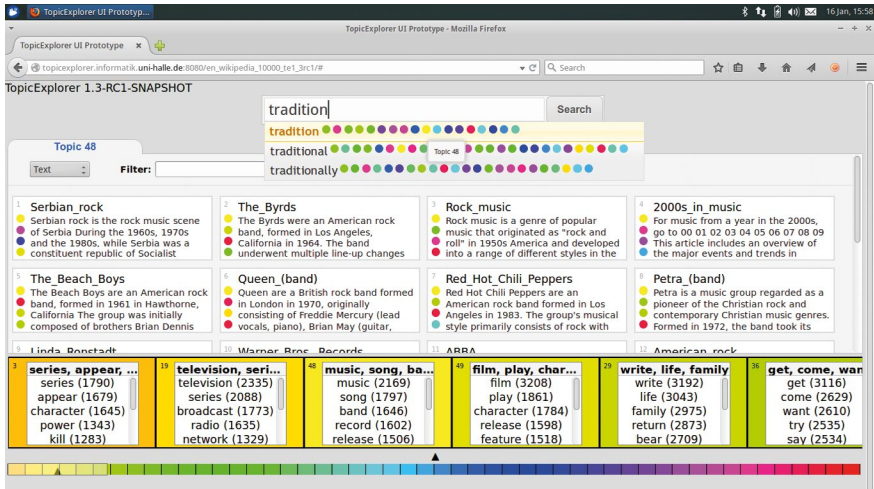 TopicExplorer UI Prototyp...
16 Jan, 15:58
TopicExplorer UI Prototype - Mozilla Firefox
TopicExplorer UI Prototype
topicexplorer.informatik.uni-halle.de:8080/en_wikipedia_10000_te1_3rc1/#
Search
TopicExplorer 1.3-RC1-SNAPSHOT
tradition
Search
tradition
traditional
Topic 48
traditionally
Topic 48
Text
Filter:
1 Serbian_rock
Serbian rock is the rock music scene
of Serbia During the 1960s, 1970s
and the 1980s, while Serbia was a
constituent republic of Socialist
2 The_Byrds
The Byrds were an American rock
band, formed in Los Angeles,
California in 1964. The band
underwent multiple line-up changes
3 Rock_music
Rock music is a genre of popular
music that originated as "rock and
roll" in 1950s America and developed
into a range of different styles in the
4 2000s_in_music
For music from a year in the 2000s,
go to 00 01 02 03 04 05 06 07 08 09
This article includes an overview of
the major events and trends in
5 The_Beach_Boys
The Beach Boys are an American rock
band, formed in 1961 in Hawthorne,
California The group was initially
composed of brothers Brian Dennis
6 Queen_(band)
Queen are a British rock band formed
in London in 1970, originally
consisting of Freddie Mercury (lead
vocals, piano), Brian May (guitar,
7 Red_Hot_Chili_Peppers
Red Hot Chili Peppers are an
American rock band formed in Los
Angeles in 1983. The group's musical
style primarily consists of rock with
8 Petra_(band)
Petra is a music group regarded as a
pioneer of the Christian rock and
contemporary Christian music genres.
Formed in 1972, the band took its
9 Linda_Ronstadt
10 Warner_Bros._Records
11 ABBA
12 American_rock
3 series, appear, ...
series (1790)
appear (1679)
character (1645)
power (1343)
kill (1283)
19 television, seri...
television (2335)
series (2088)
broadcast (1773)
radio (1635)
network (1329)
48 music, song, ba...
music (2169)
song (1797)
band (1646)
record (1602)
release (1506)
49 film, play, char...
film (3208)
play (1861)
character (1784)
release (1598)
feature (1518)
29 write, life, family
write (3192)
life (3043)
family (2975)
return (2873)
bear (2709)
36 get, come, wan
get (3116)
come (2629)
want (2610)
try (2535)
say (2534)